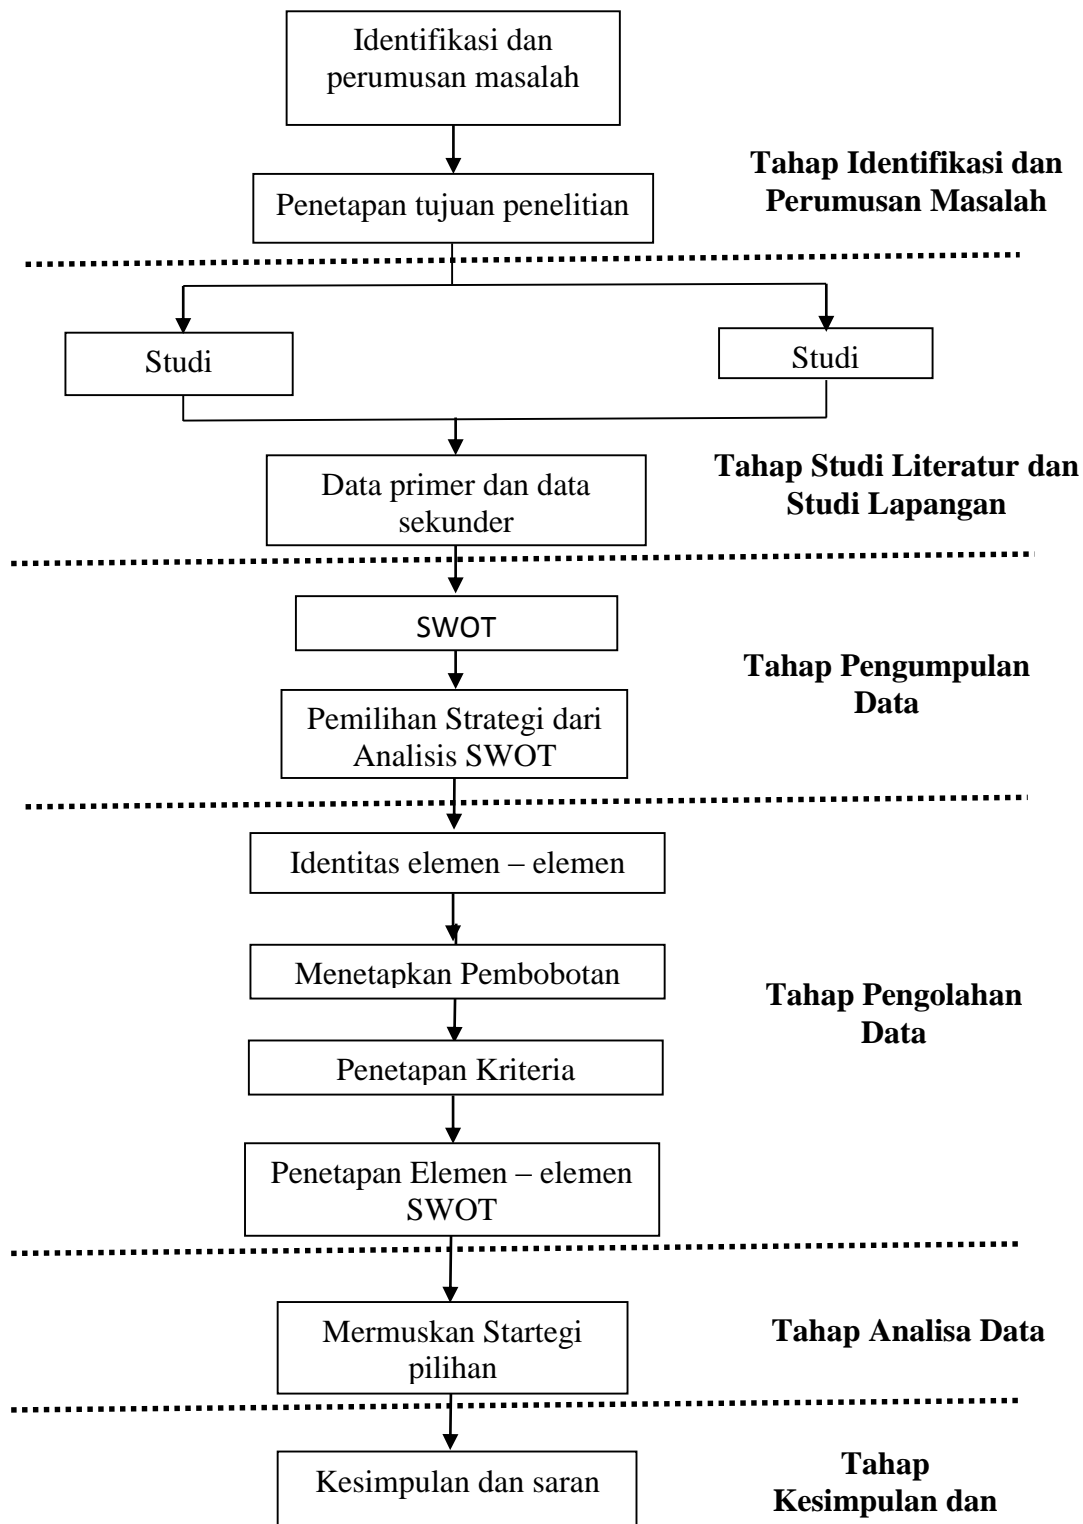 Identifikasi dan
perumusan masalah
Penetapan tujuan penelitian
Tahap Identifikasi dan
Perumusan Masalah
Studi
Studi
Data primer dan data
sekunder
Tahap Studi Literatur dan
Studi Lapangan
SWOT
Pemilihan Strategi dari
Analisis SWOT
Tahap Pengumpulan
Data
Identitas elemen – elemen
Menetapkan Pembobotan
Penetapan Kriteria
Penetapan Elemen – elemen
SWOT
Tahap Pengolahan
Data
Mermuskan Startegi
pilihan
Tahap Analisa Data
Kesimpulan dan saran
Tahap
Kesimpulan dan